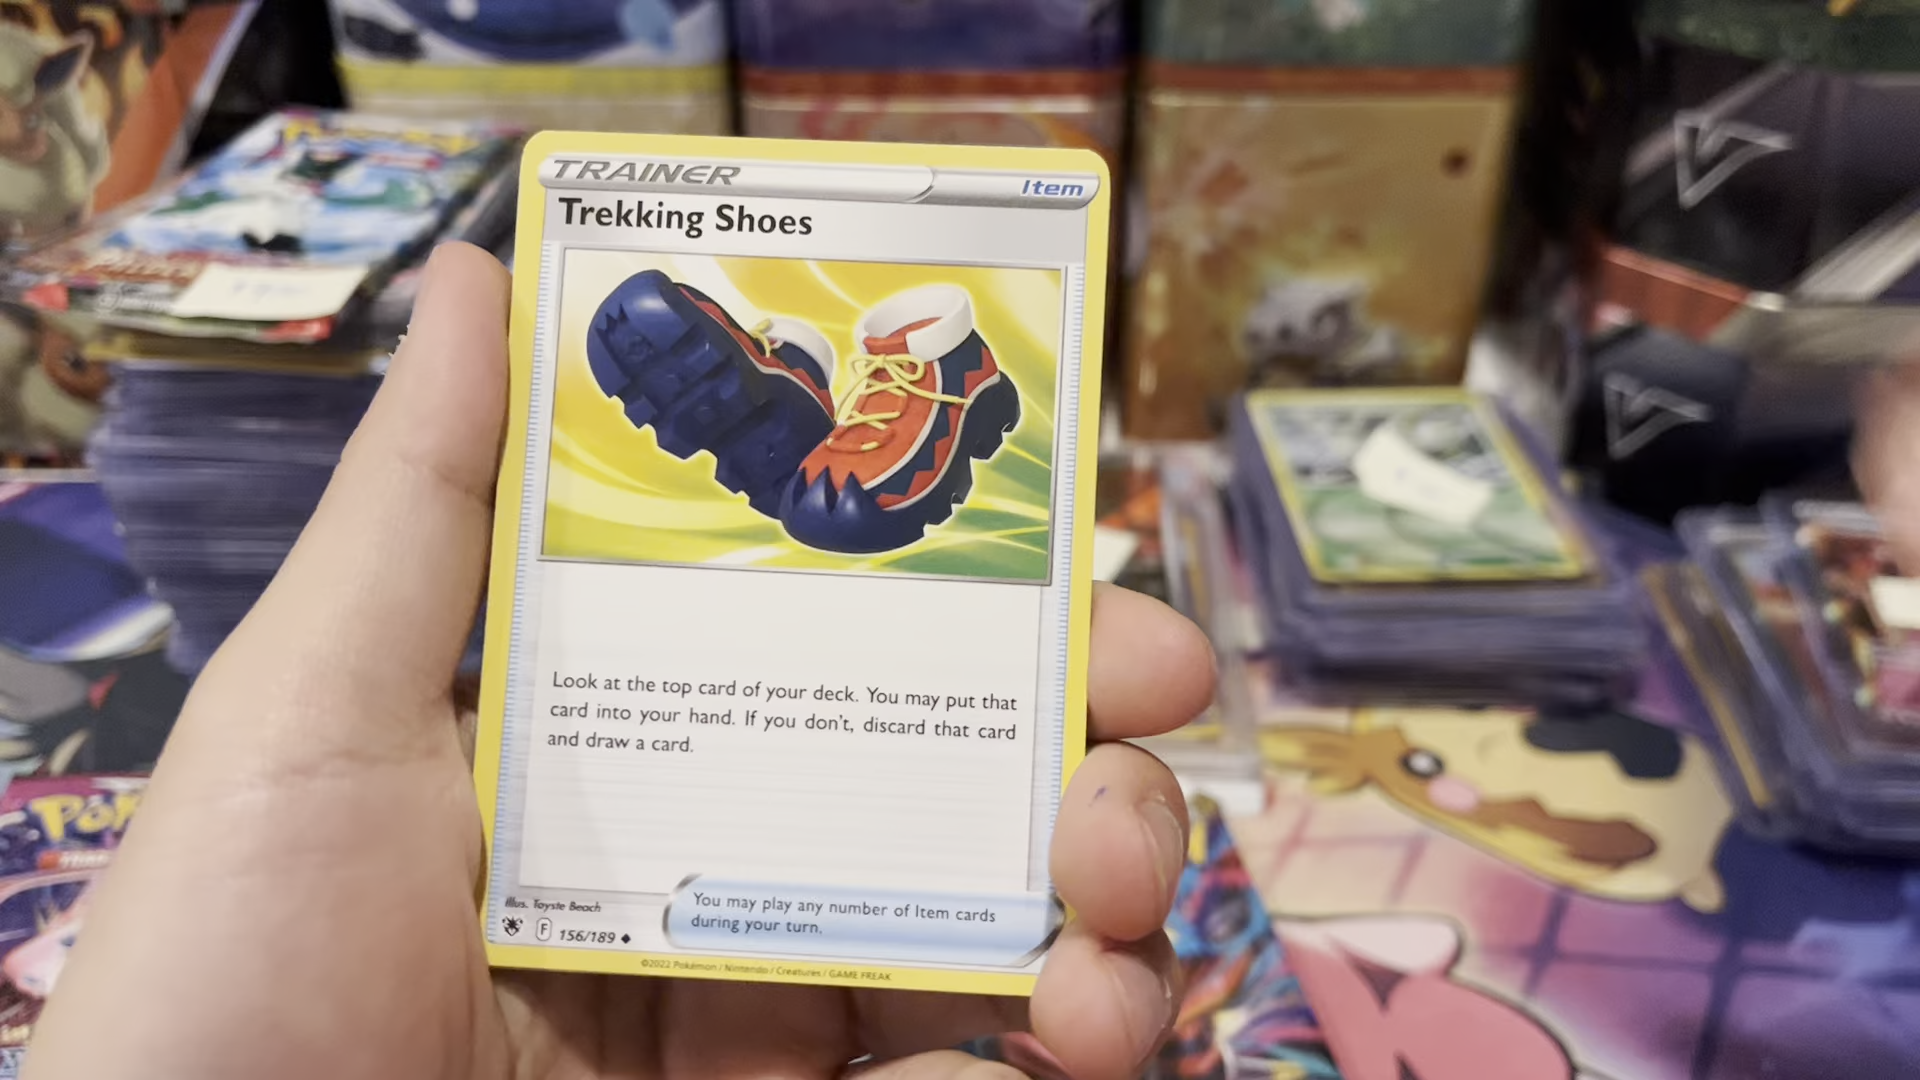 TRAINER
Item
Trekking Shoes
Look at the top card of your deck. You may put that
card into your hand. If you don't, discard that card
and draw a card.
You may play any number of Item cards
during your turn.
Illus. Toyste Beach
F 156/189
©2022 Pokémon / Nintendo / Creatures / GAME FREAK